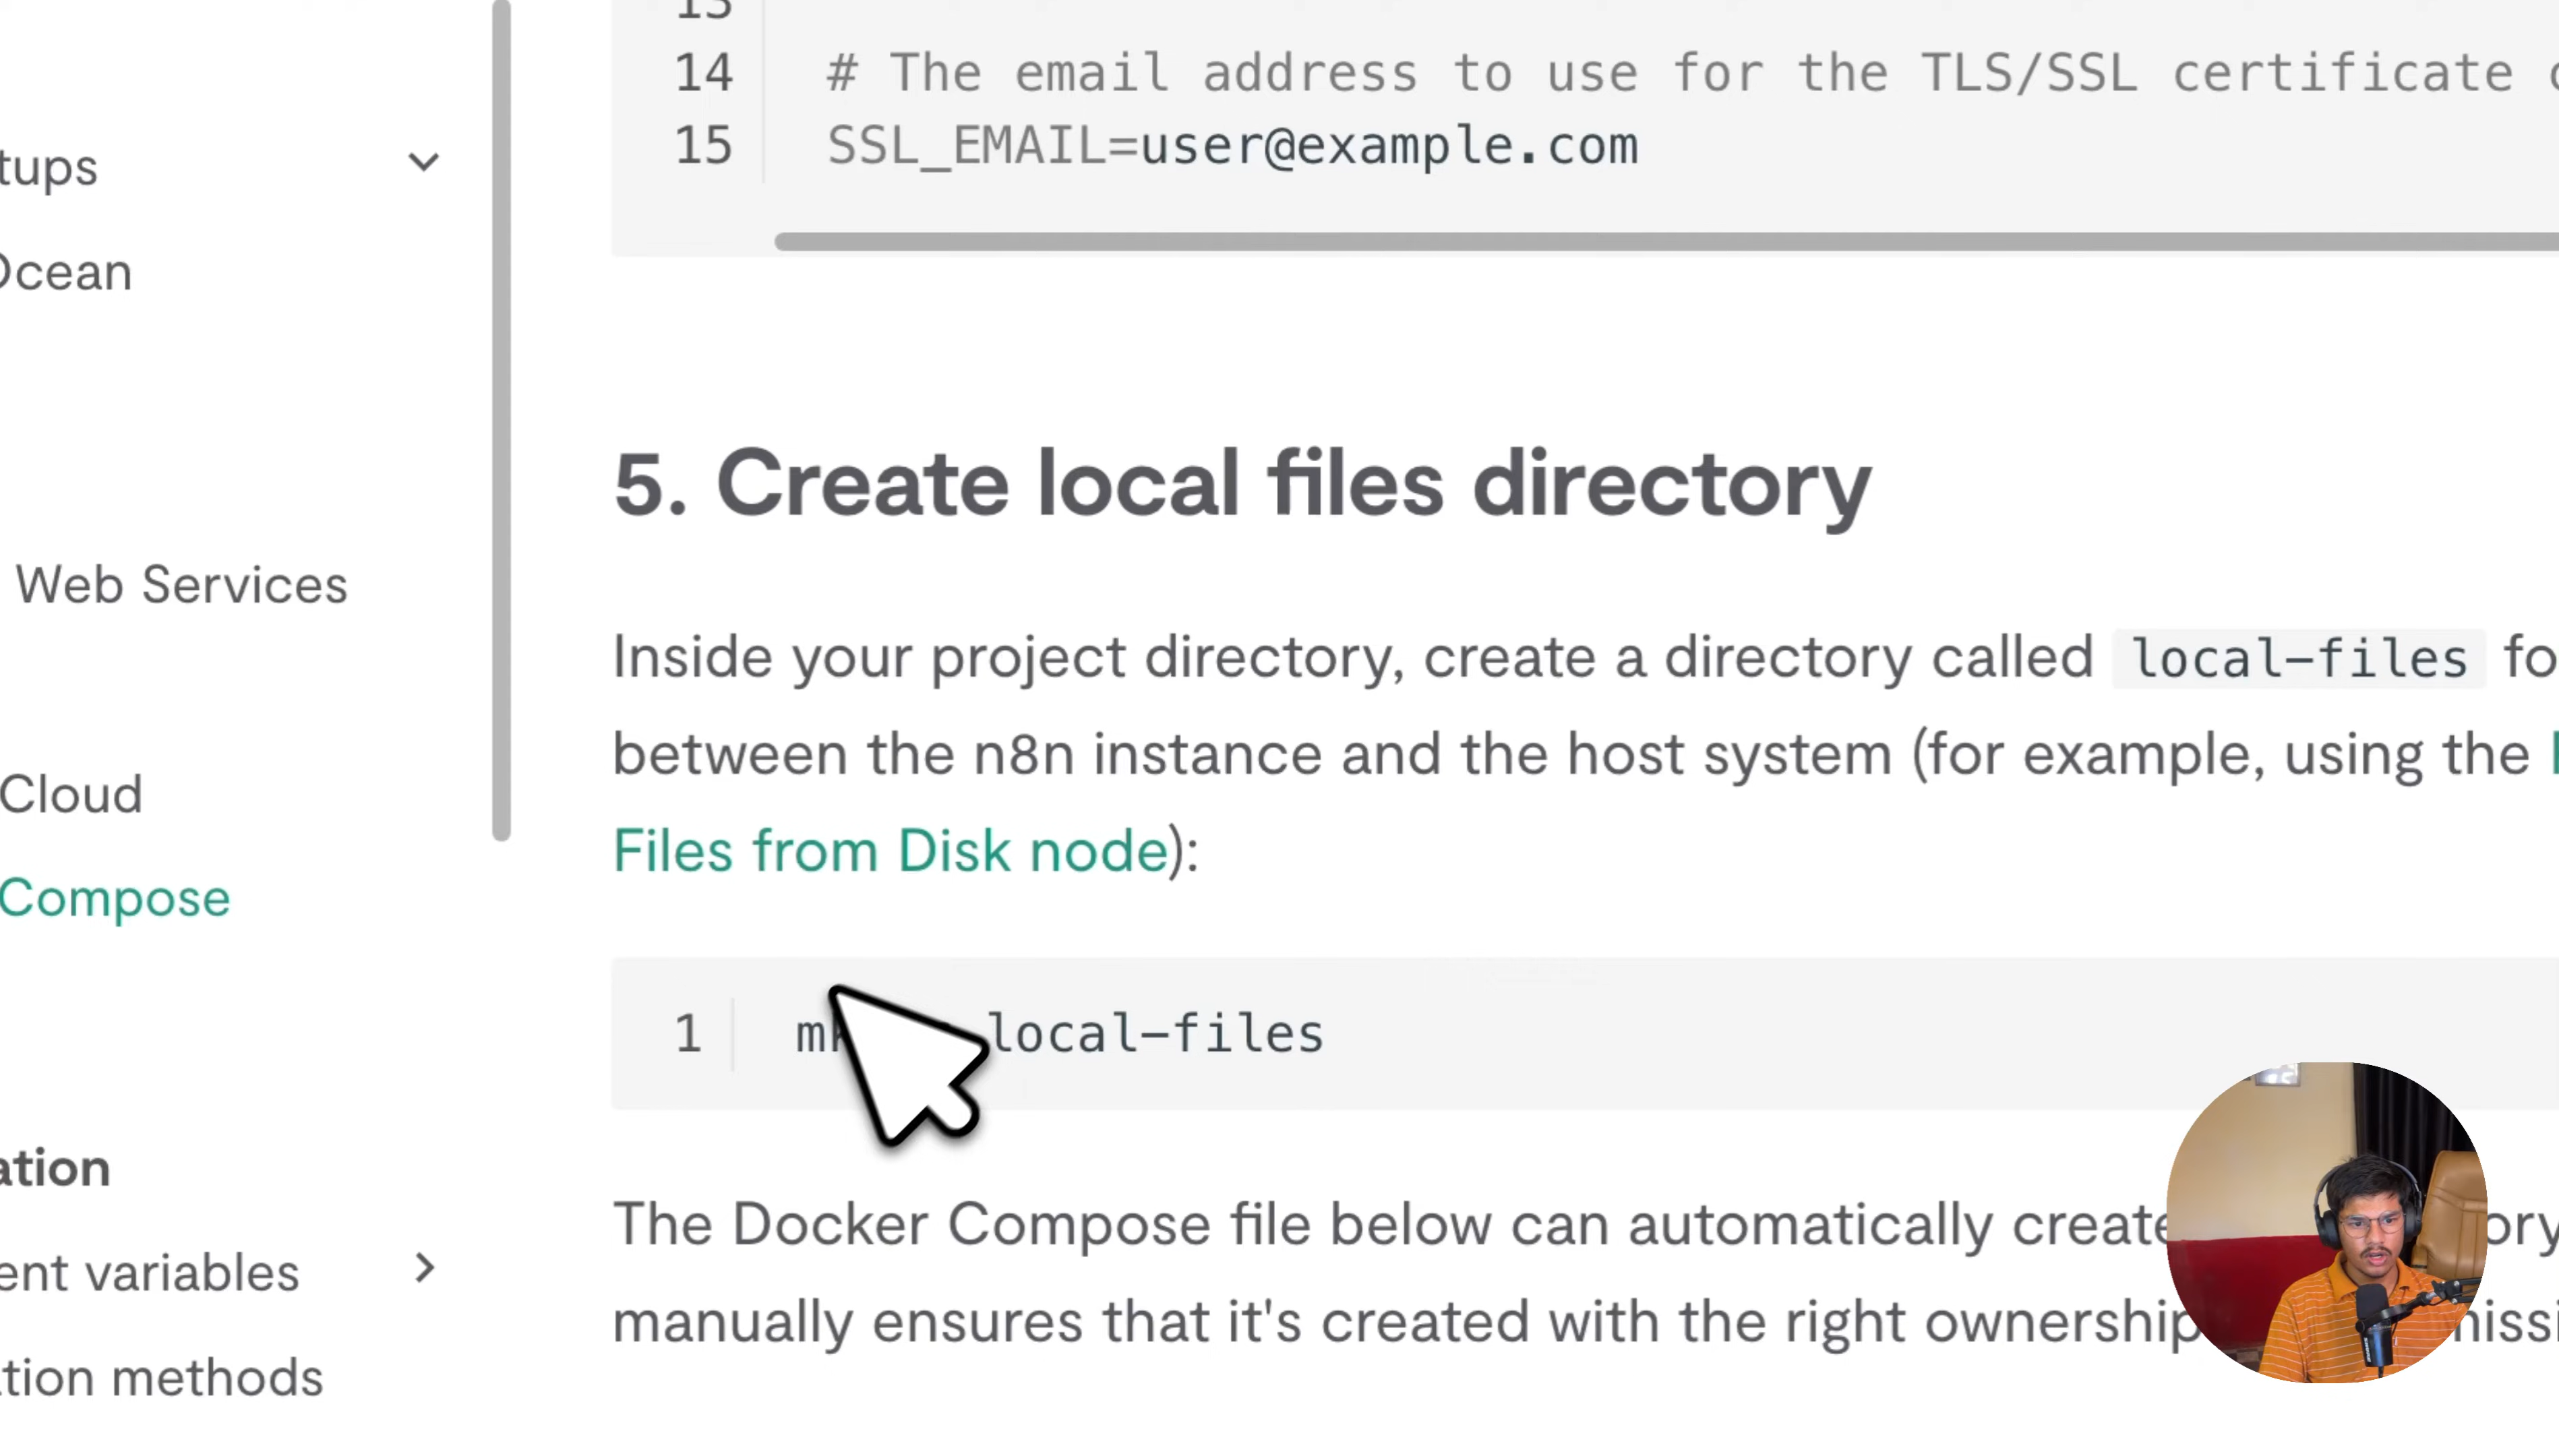 14 # The email address to use for the TLS/SSL certificate
15 SSL_EMAIL=user@example.com
tups
Ocean
5. Create local files directory
Web Services
Inside your project directory, create a directory called local-files fo
between the n8n instance and the host system (for example, using the
Cloud
Files from Disk node):
Compose
1 local-files
ation
The Docker Compose file below can automatically create ory
ent variables
manually ensures that it's created with the right ownership missi
tion methods